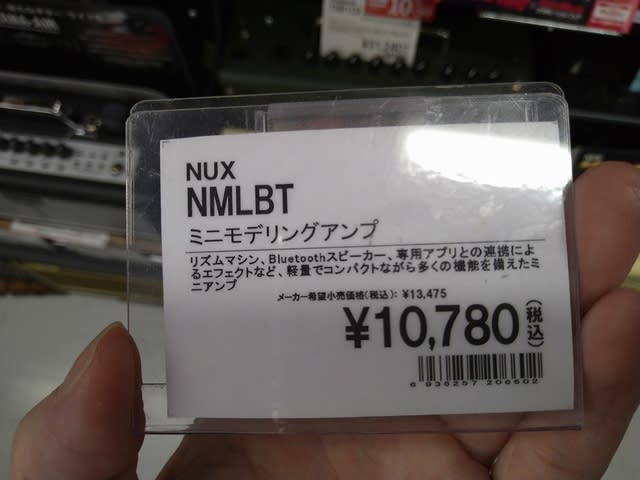 NUX
NMLBT
ミニモデリングアンプ
リズムマシン、Bluetoothスピーカー、専用アプリとの連携によ
るエフェクトなど、軽量でコンパクトながら多くの機能を備えたミ
ニアンプ
メーカー希望小売価格(税込): ¥13,475
¥10,780(税込)
6 936257 206602